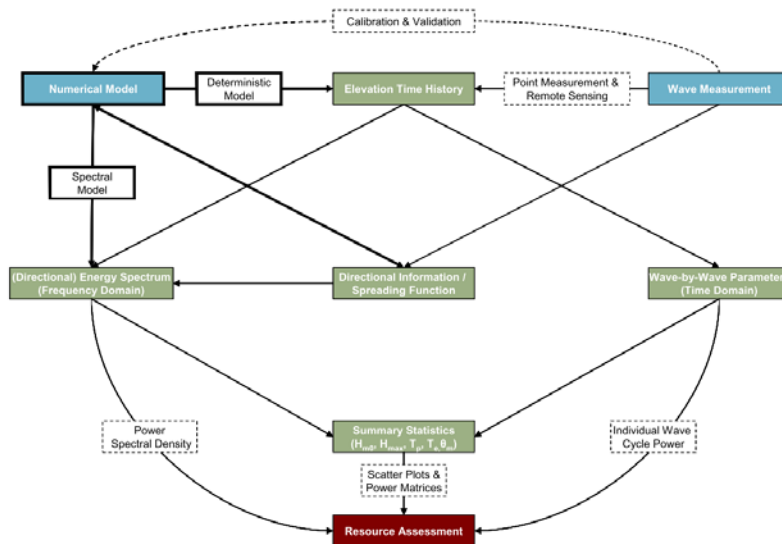 Calibration & Validation
Numerical Model
Deterministic
Model
Elevation Time History
Point Measurement &
Remote Sensing
Wave Measurement
Spectral
Model
(Directional) Energy Spectrum
(Frequency Domain)
Directional Information /
Spreading Function
Wave-by-Wave Parameter
(Time Domain)
Power
Spectral Density
Summary Statistics
(Hm0, Hmax, Tp, Te,θm)
Individual Wave
Cycle Power
Scatter Plots &
Power Matrices
Resource Assessment